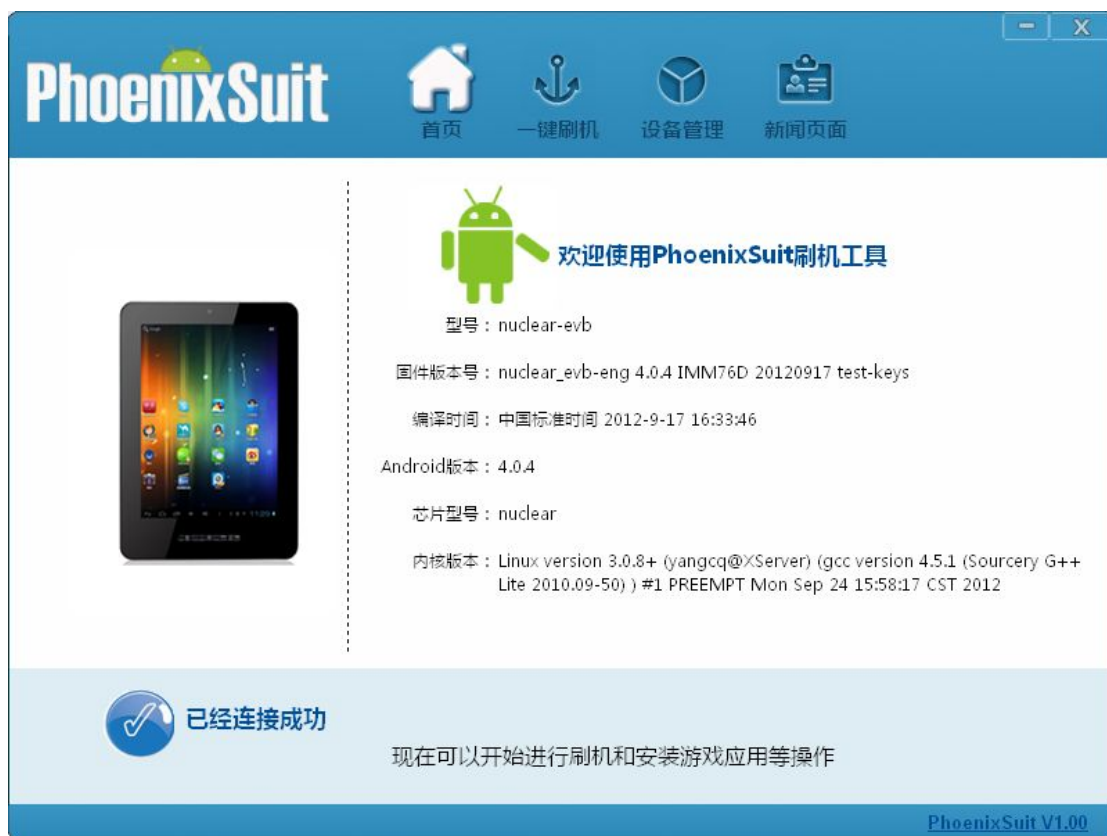 PhoenixSuit
首页
一键刷机
设备管理
新闻页面
欢迎使用PhoenixSuit刷机工具
型号： nuclear-evb
固件版本号： nuclear_evb-eng 4.0.4 IMM76D 20120917 test-keys
编译时间： 中国标准时间 2012-9-17 16:33:46
Android版本： 4.0.4
芯片型号： nuclear
内核版本： Linux version 3.0.8+ (yangcq@XServer) (gcc version 4.5.1 (Sourcery G++
Lite 2010.09-50) ) #1 PREEMPT Mon Sep 24 15:58:17 CST 2012
已经连接成功
现在可以开始进行刷机和安装游戏应用等操作
PhoenixSuit V1.00